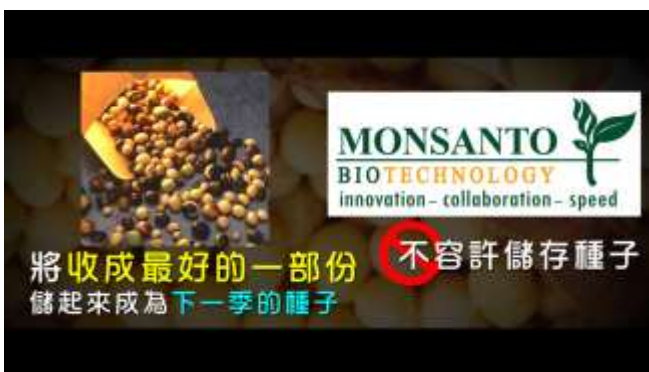 MONSANTO
BIOTECHNOLOGY
innovation - collaboration - speed
將收成最好的一部份
儲起來成為下一季的種子
不容許儲存種子